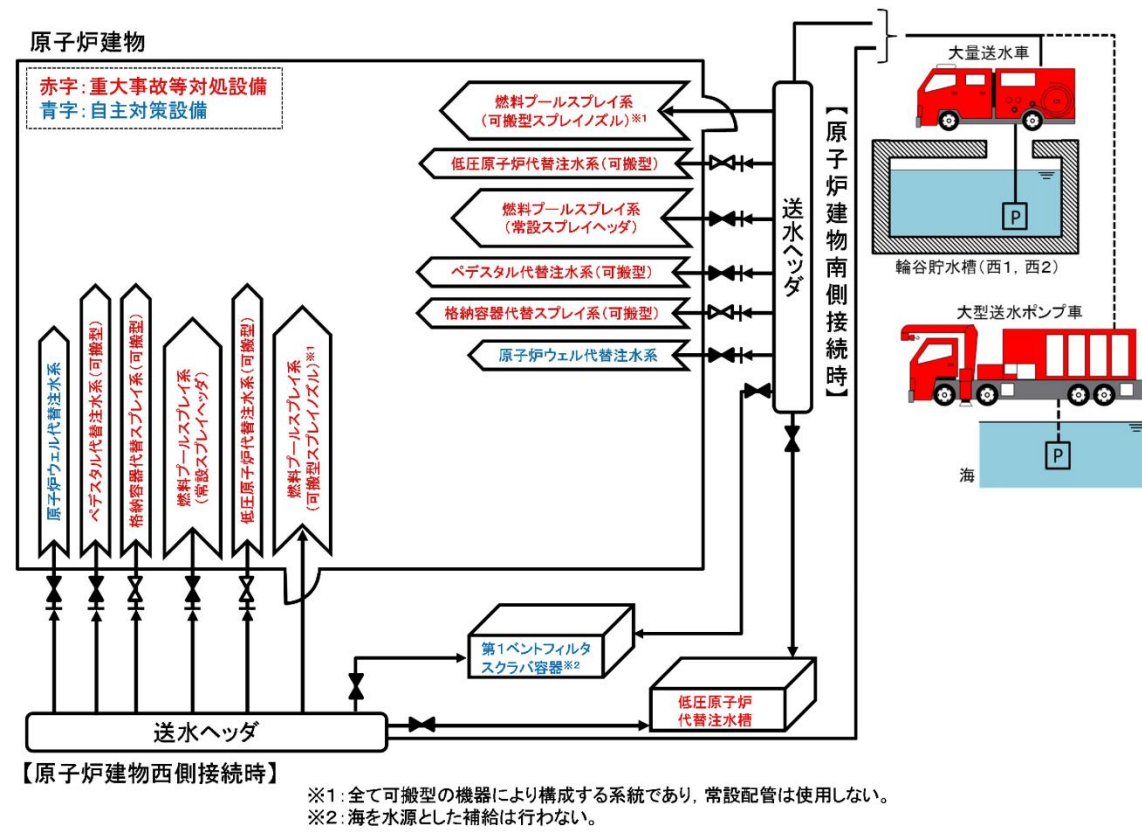 原子炉建物
赤字:重大事故等対処設備
青字:自主対策設備
燃料プールスプレイ系
(可搬型スプレイノズル)※1
低圧原子炉代替注水系(可搬型)
燃料プールスプレイ系
(常設スプレイヘッダ)
ペデスタル代替注水系(可搬型)
格納容器代替スプレイ系(可搬型)
原子炉ウェル代替注水系
送水ヘッダ
【原子炉建物南側接続時】
大量送水車
P
輪谷貯水槽(西1,西2)
大型送水ポンプ車
P
海
原子炉ウェル代替注水系
ペデスタル代替注水系(可搬型)
格納容器代替スプレイ系(可搬型)
燃料プールスプレイ系
(常設スプレイヘッダ)
低圧原子炉代替注水系(可搬型)
燃料プールスプレイ系
(可搬型スプレイノズル)※1
第1ベントフィルタ
スクラバ容器※2
低圧原子炉
代替注水槽
送水ヘッダ
【原子炉建物西側接続時】
※1:全て可搬型の機器により構成する系統であり,常設配管は使用しない。
※2:海を水源とした補給は行わない。